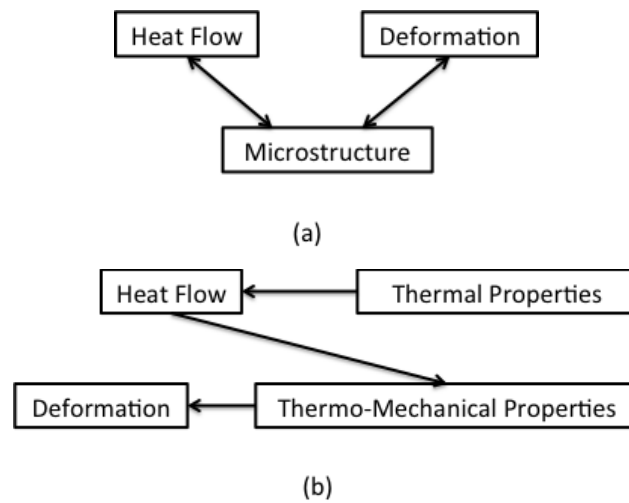 Heat Flow
Deformation
Microstructure
(a)
Heat Flow
Thermal Properties
Deformation
Thermo-Mechanical Properties
(b)